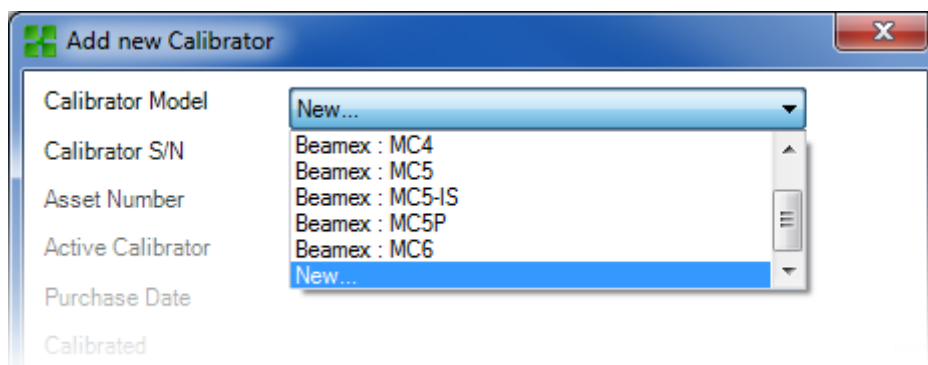 Add new Calibrator
Calibrator Model
New...
Calibrator S/N
Beamex : MC4
Beamex : MC5
Asset Number
Beamex : MC5-IS
Beamex : MC5P
Active Calibrator
Beamex : MC6
New...
Purchase Date
Calibrated